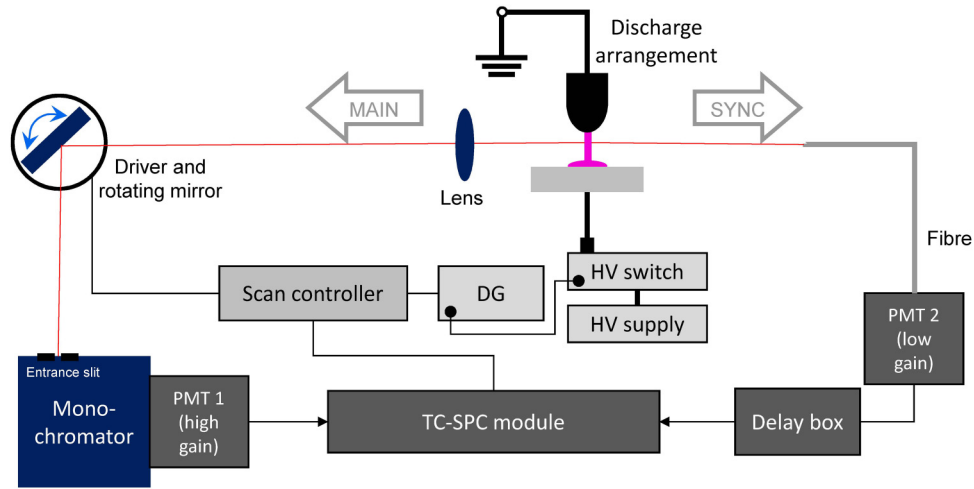 Discharge
arrangement
MAIN
SYNC
Driver and
rotating mirror
Lens
Fibre
HV switch
Scan controller
DG
HV supply
PMT 2
(low
gain)
Entrance slit
Mono-
chromator
PMT 1
(high
gain)
TC-SPC module
Delay box